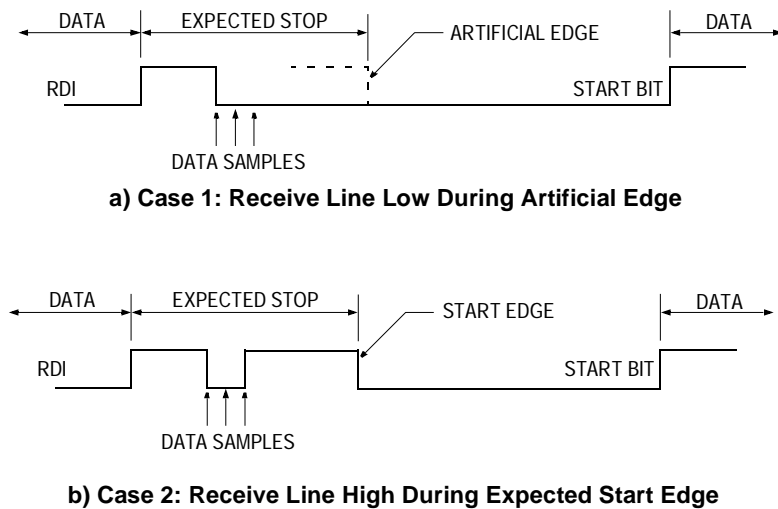 DATA EXPECTED STOP DATA
ARTIFICIAL EDGE
RDI START BIT
DATA SAMPLES
a) Case 1: Receive Line Low During Artificial Edge
DATA EXPECTED STOP DATA
START EDGE
RDI START BIT
DATA SAMPLES
b) Case 2: Receive Line High During Expected Start Edge